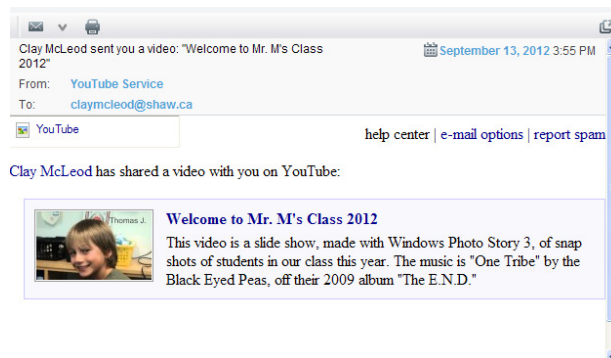 Clay McLeod sent you a video: "Welcome to Mr. M's Class
2012"
September 13, 2012 3:55 PM
From: YouTube Service
To: claymcleod@shaw.ca
YouTube
help center | e-mail options | report spam
Clay McLeod has shared a video with you on YouTube:
Thomas J.
Welcome to Mr. M's Class 2012
This video is a slide show, made with Windows Photo Story 3, of snap
shots of students in our class this year. The music is "One Tribe" by the
Black Eyed Peas, off their 2009 album "The E.N.D."